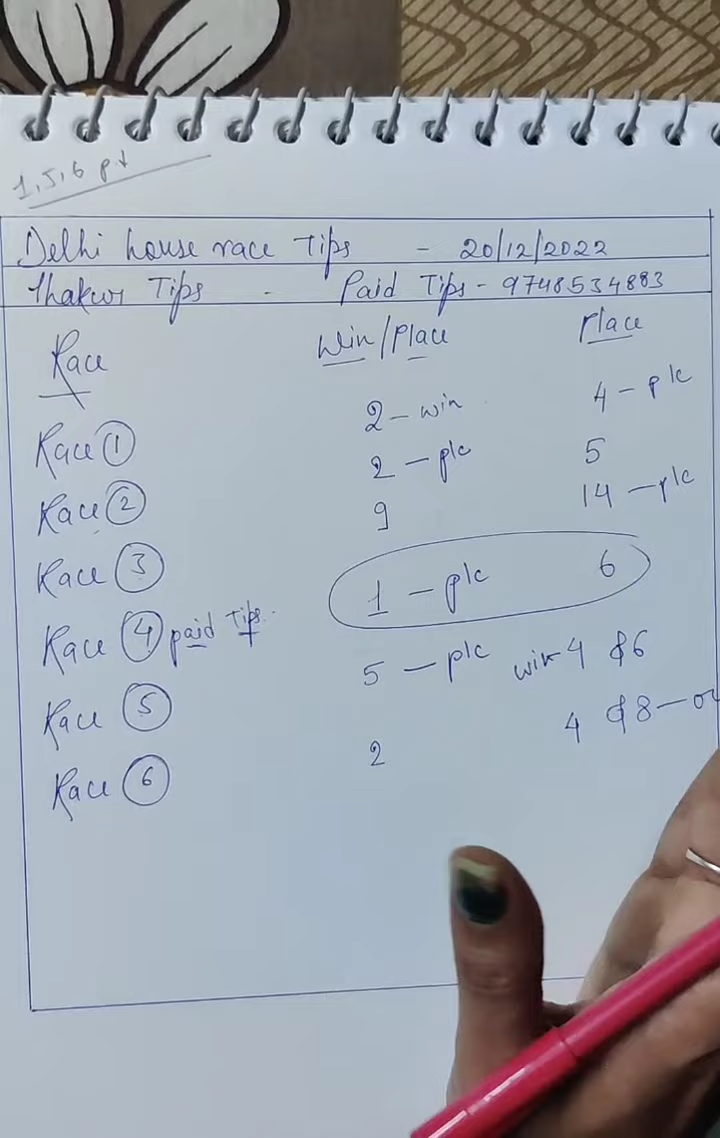 1,5,6 pt
Delhi house race Tips - 20/12/2022
Thakur Tips - Paid Tips - 9748534883
Race Win/Place Place
Race 1 2 - win 4 - plc
Race 2 2 - plc 5
Race 3 9 14 - plc
Race 4 paid Tips. 1 - plc 6
Race 5 5 - plc win 4 &6
Race 6 2 4 &8 -